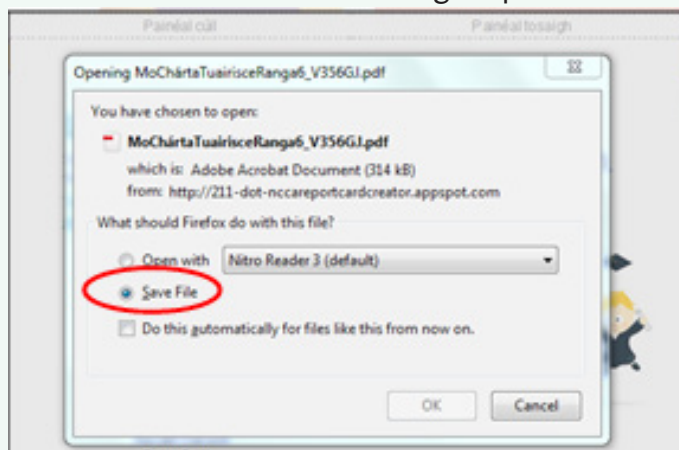 Painéal cúil Painéal tosaigh
Opening MoChártaTuairisceRanga6_V356GJ.pdf
You have chosen to open:
MoChártaTuairisceRanga6_V356GJ.pdf
which is: Adobe Acrobat Document (314 kB)
from: http://211-dot-nccareportcardcreator.appspot.com
What should Firefox do with this file?
Open with Nitro Reader 3 (default)
Save File
Do this automatically for files like this from now on.
OK Cancel